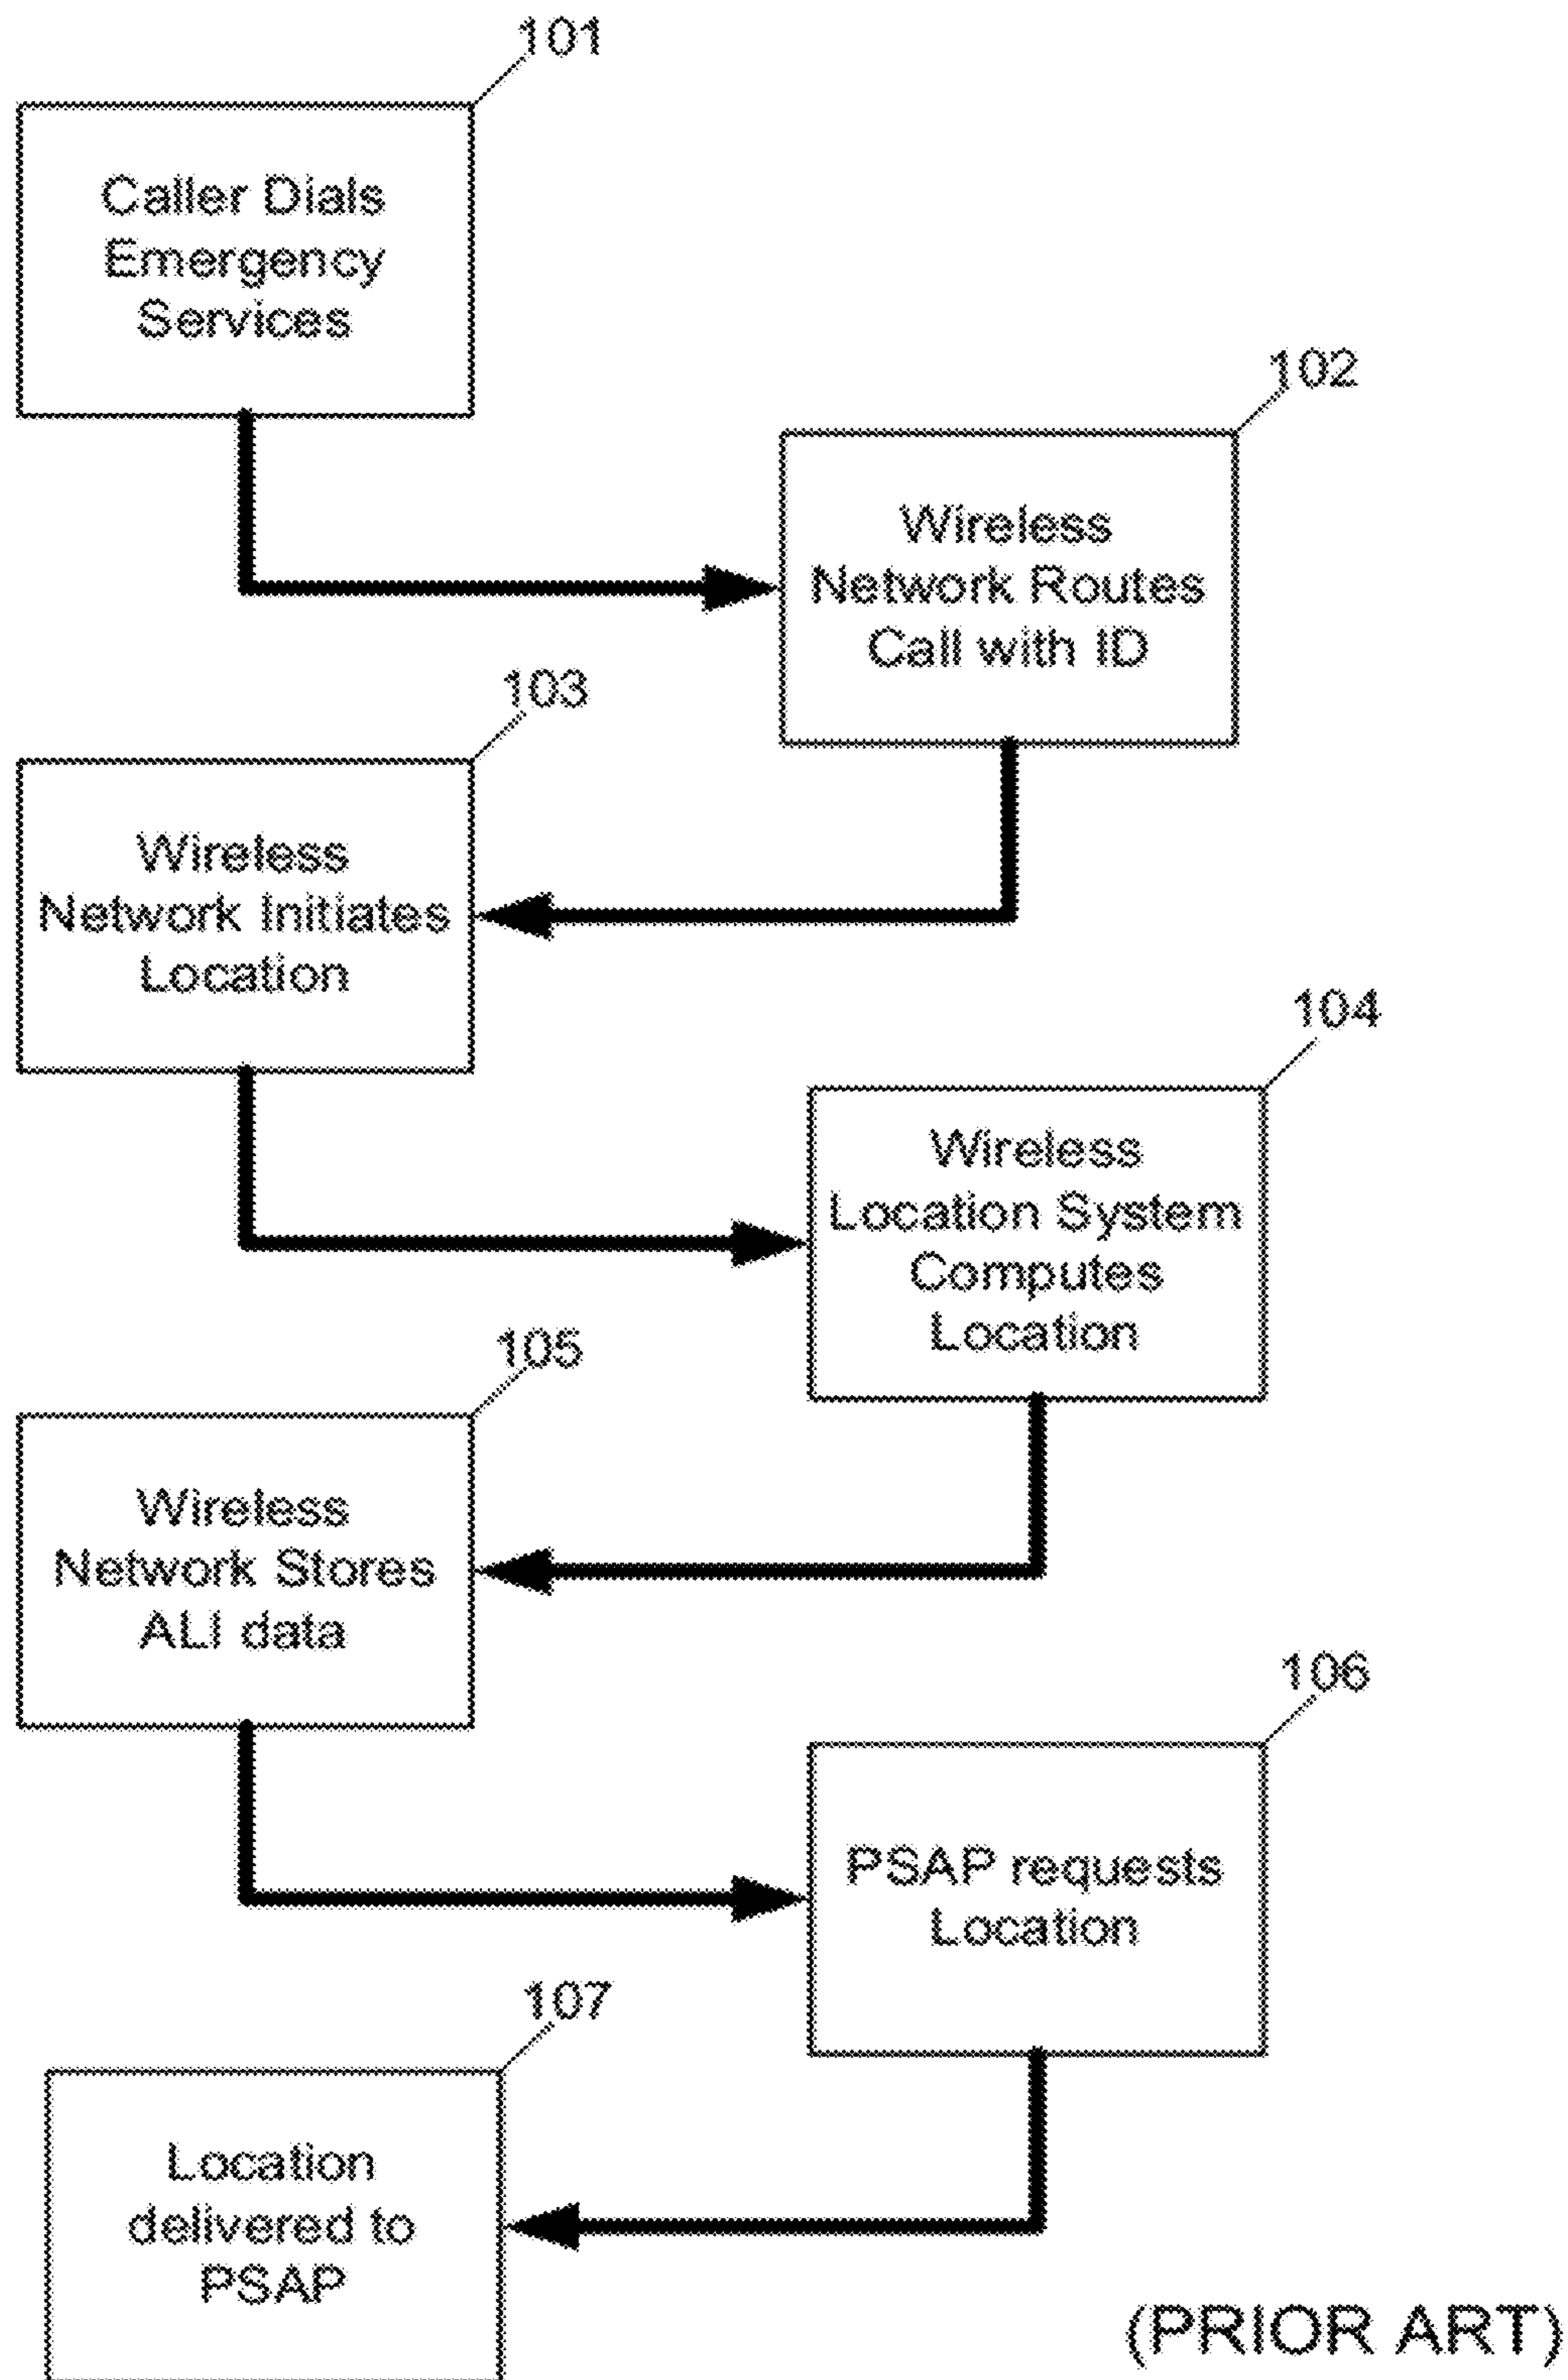 101
Caller Dials
Emergency
Services
102
Wireless
Network Routes
Call with ID
103
Wireless
Network Initiates
Location
104
Wireless
Location System
Computes
Location
105
Wireless
Network Stores
ALI data
106
PSAP requests
Location
107
Location
delivered to
PSAP
(PRIOR ART)